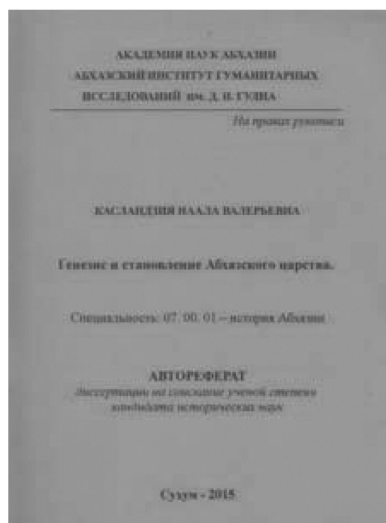 АКАДЕМИЯ НАУК АБХАЗИИ
АБХАЗСКИЙ ИНСТИТУТ ГУМАНИТАРНЫХ
ИССЛЕДОВАНИЙ им. Д. И. ГУЛИА
На правах рукописи
КАСЛАНДЗИЯ НААЛА ВАЛЕРЬЕВНА
Генезис и становление Абхазского царства.
Специальность: 07. 00. 01 – история Абхазии
АВТОРЕФЕРАТ
диссертации на соискание ученой степени
кандидата исторических наук
Сухум - 2015